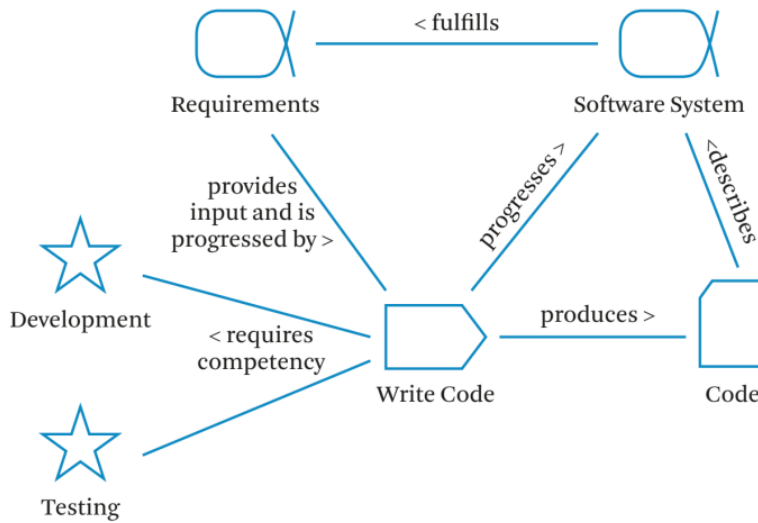 < fulfills
Requirements
Software System
provides
input and is
progressed by >
progresses >
<describes
Development
< requires
competency
produces >
Write Code
Code
Testing